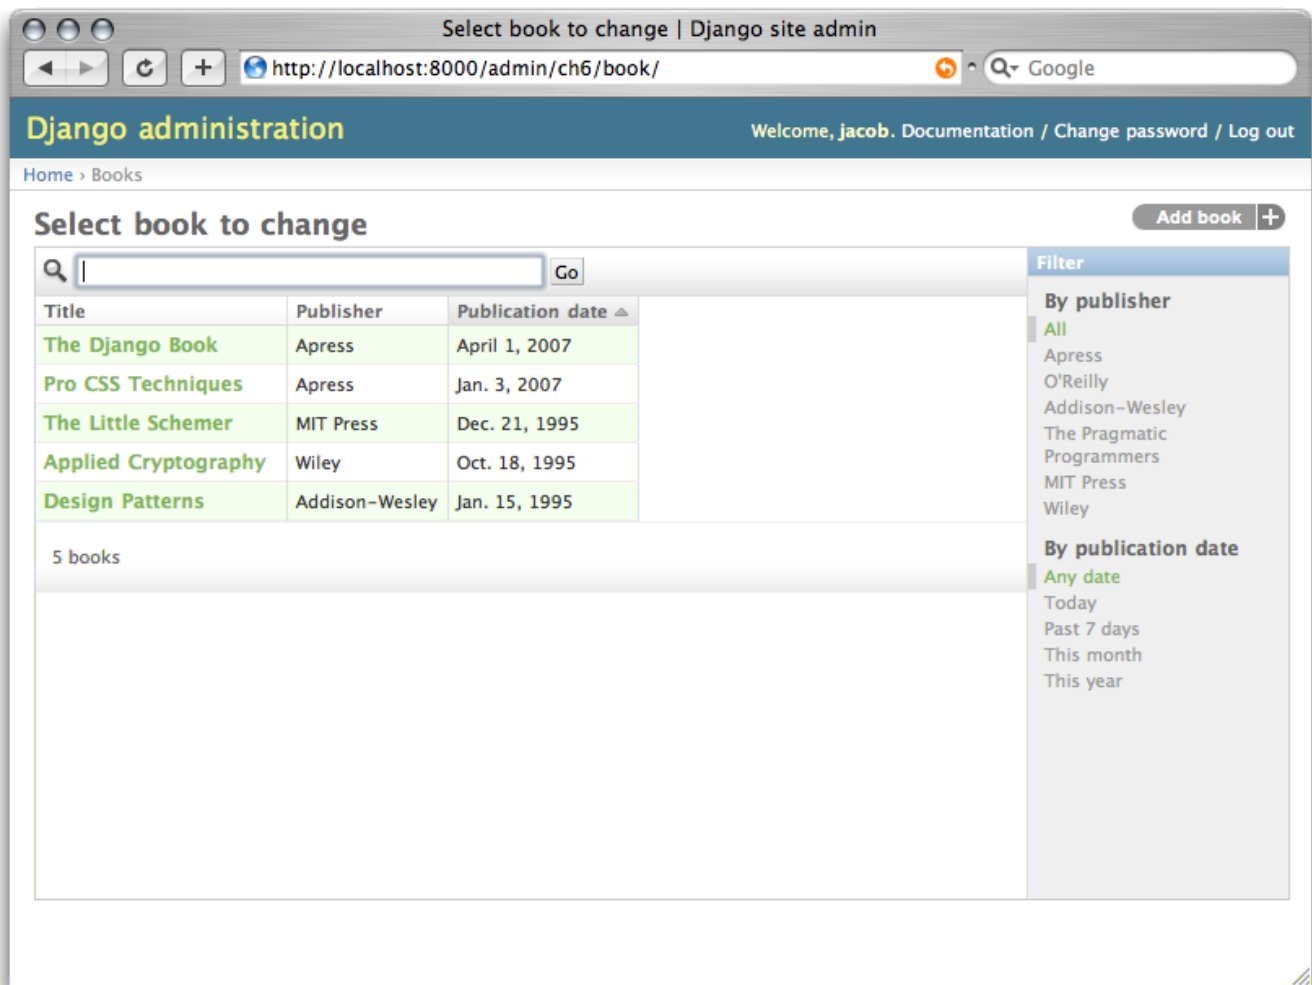 Select book to change | Django site admin
http://localhost:8000/admin/ch6/book/
Google
Django administration
Welcome, jacob. Documentation / Change password / Log out
Home › Books
Select book to change
Add book +
Go
Filter
Title Publisher Publication date
The Django Book Apress April 1, 2007
Pro CSS Techniques Apress Jan. 3, 2007
The Little Schemer MIT Press Dec. 21, 1995
Applied Cryptography Wiley Oct. 18, 1995
Design Patterns Addison-Wesley Jan. 15, 1995
5 books
By publisher
All
Apress
O'Reilly
Addison-Wesley
The Pragmatic
Programmers
MIT Press
Wiley
By publication date
Any date
Today
Past 7 days
This month
This year